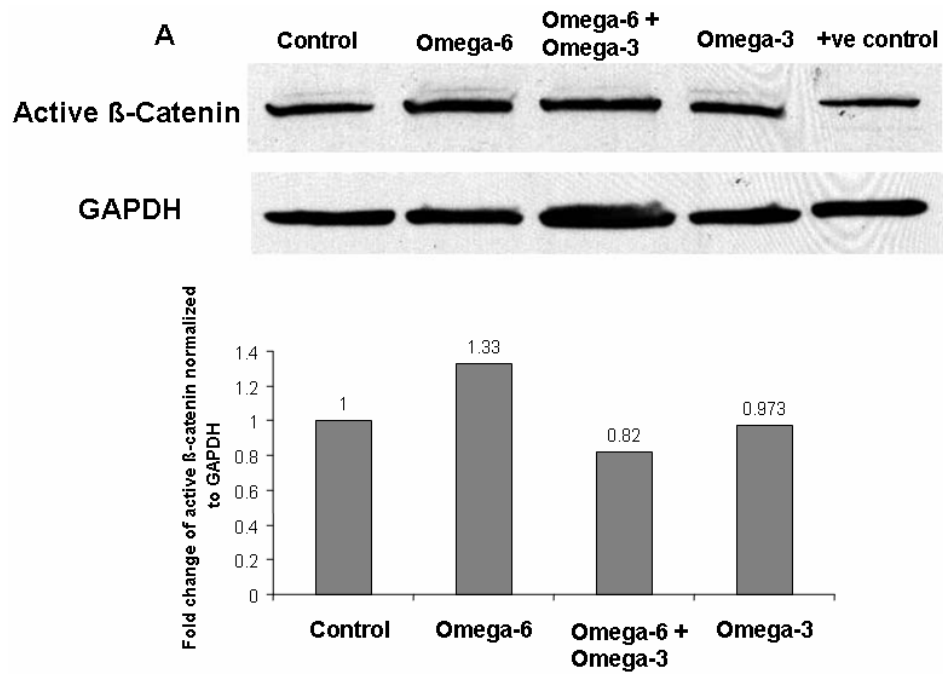 A
Control
Omega-6
Omega-6 +
Omega-3
Omega-3
+ve control
Active ß-Catenin
GAPDH
Fold change of active ß-catenin normalized
to GAPDH
1.4
1.2
1
0.8
0.6
0.4
0.2
0
1
1.33
0.82
0.973
Control
Omega-6
Omega-6 +
Omega-3
Omega-3